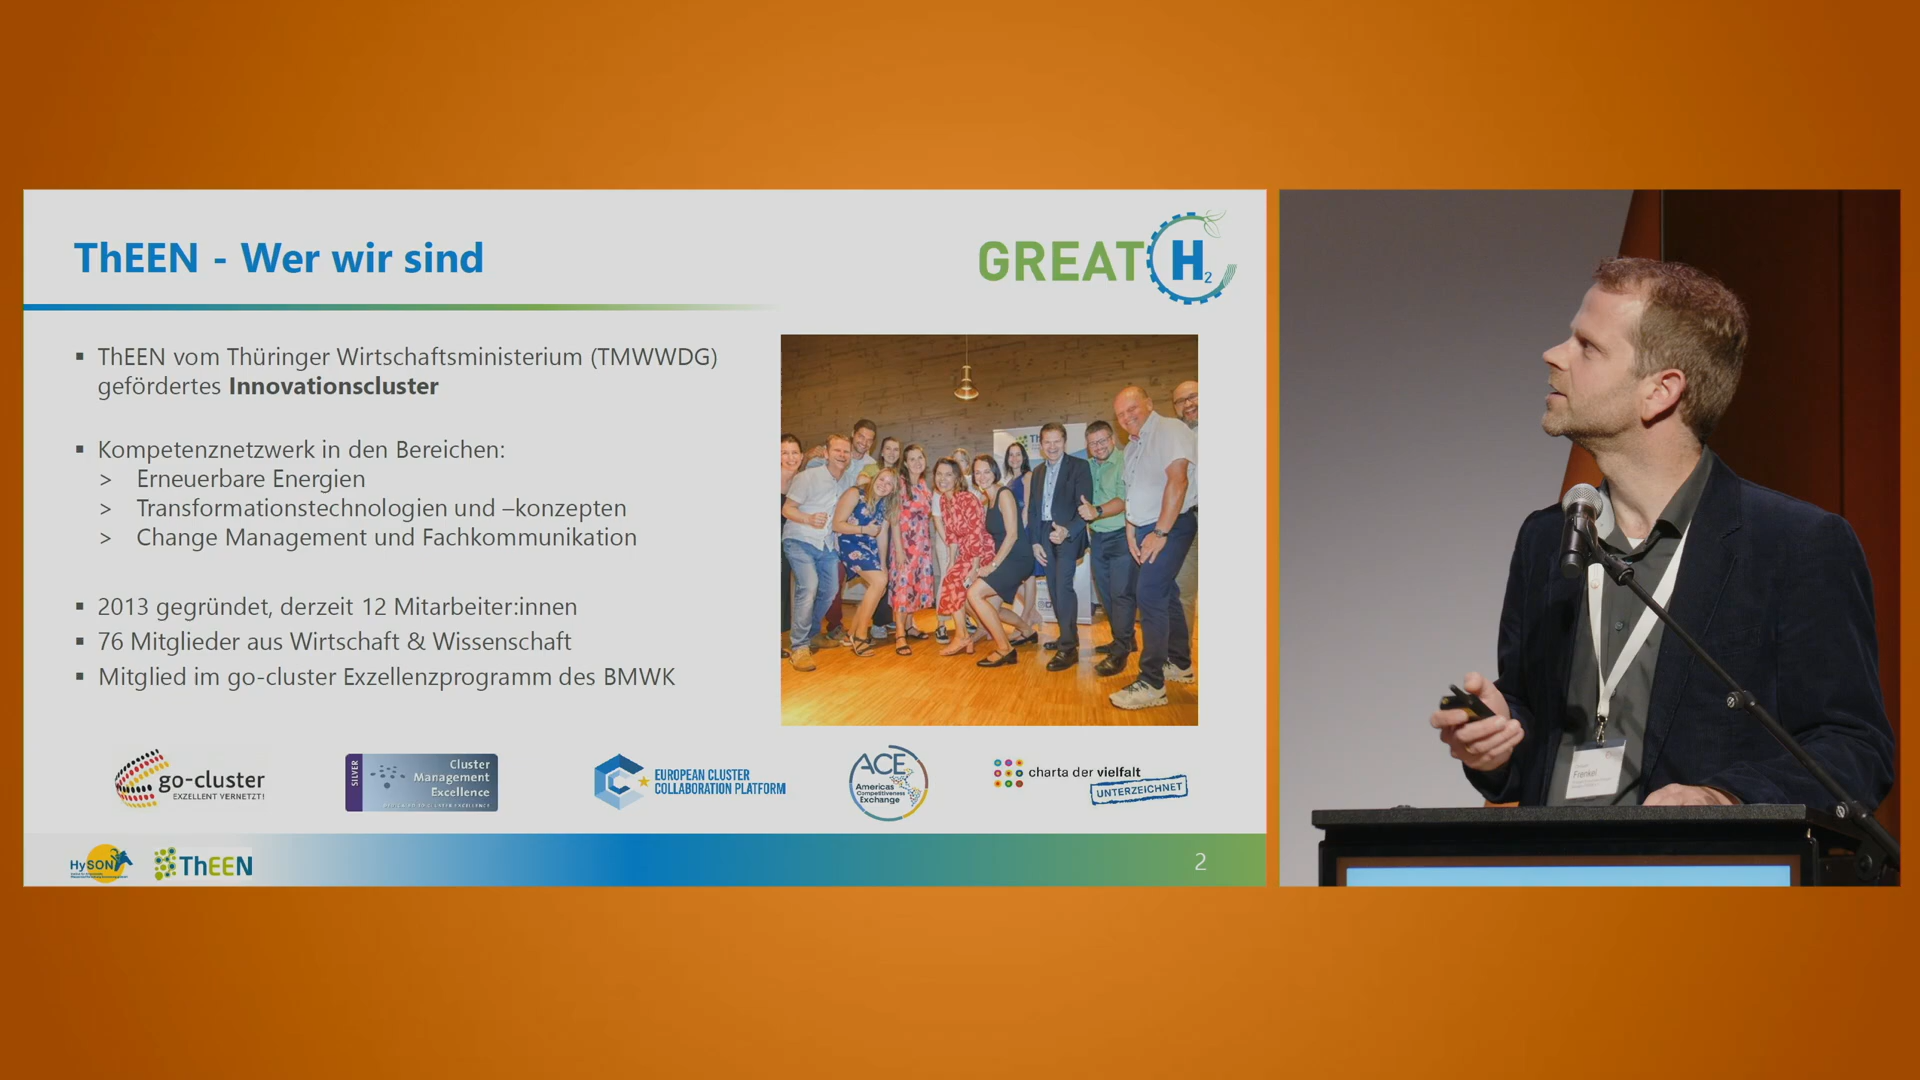 ThEEN - Wer wir sind
GREAT H2
▪ ThEEN vom Thüringer Wirtschaftsministerium (TMWWDG)
gefördertes Innovationscluster
▪ Kompetenznetzwerk in den Bereichen:
> Erneuerbare Energien
> Transformationstechnologien und –konzepten
> Change Management und Fachkommunikation
▪ 2013 gegründet, derzeit 12 Mitarbeiter:innen
▪ 76 Mitglieder aus Wirtschaft & Wissenschaft
▪ Mitglied im go-cluster Exzellenzprogramm des BMWK
go-cluster
EXZELLENT VERNETZT!
SILVER
Cluster
Management
Excellence
EUROPEAN CLUSTER
COLLABORATION PLATFORM
ACE
Americas
Competitiveness
Exchange
charta der vielfalt
UNTERZEICHNET
HySON
ThEEN
2
Frenkel